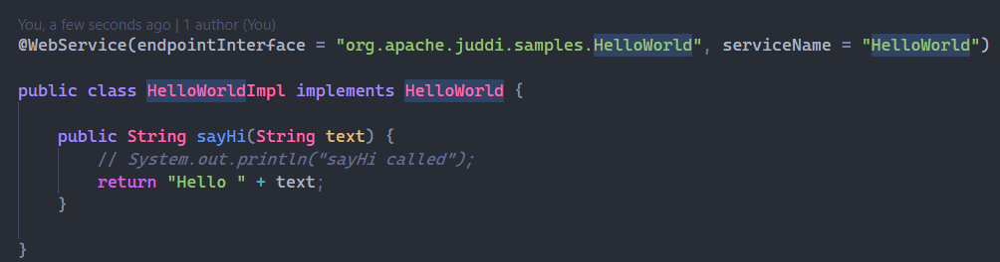 You, a few seconds ago | 1 author (You)
@WebService(endpointInterface = "org.apache.juddi.samples.HelloWorld", serviceName = "HelloWorld")
public class HelloWorldImpl implements HelloWorld {
public String sayHi(String text) {
// System.out.println("sayHi called");
return "Hello " + text;
}
}